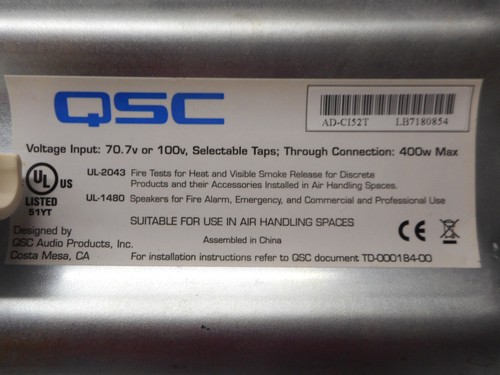 QSC
AD-CI52T LB7180854
Voltage Input: 70.7v or 100v, Selectable Taps; Through Connection: 400w Max
UL-2043 Fire Tests for Heat and Visible Smoke Release for Discrete
Products and their Accessories Installed in Air Handling Spaces.
UL-1480 Speakers for Fire Alarm, Emergency, and Commercial and Professional Use
UL US
LISTED
51YT
SUITABLE FOR USE IN AIR HANDLING SPACES
Assembled in China
CE
Designed by
QSC Audio Products, Inc.
Costa Mesa, CA
For installation instructions refer to QSC document TD-000184-00